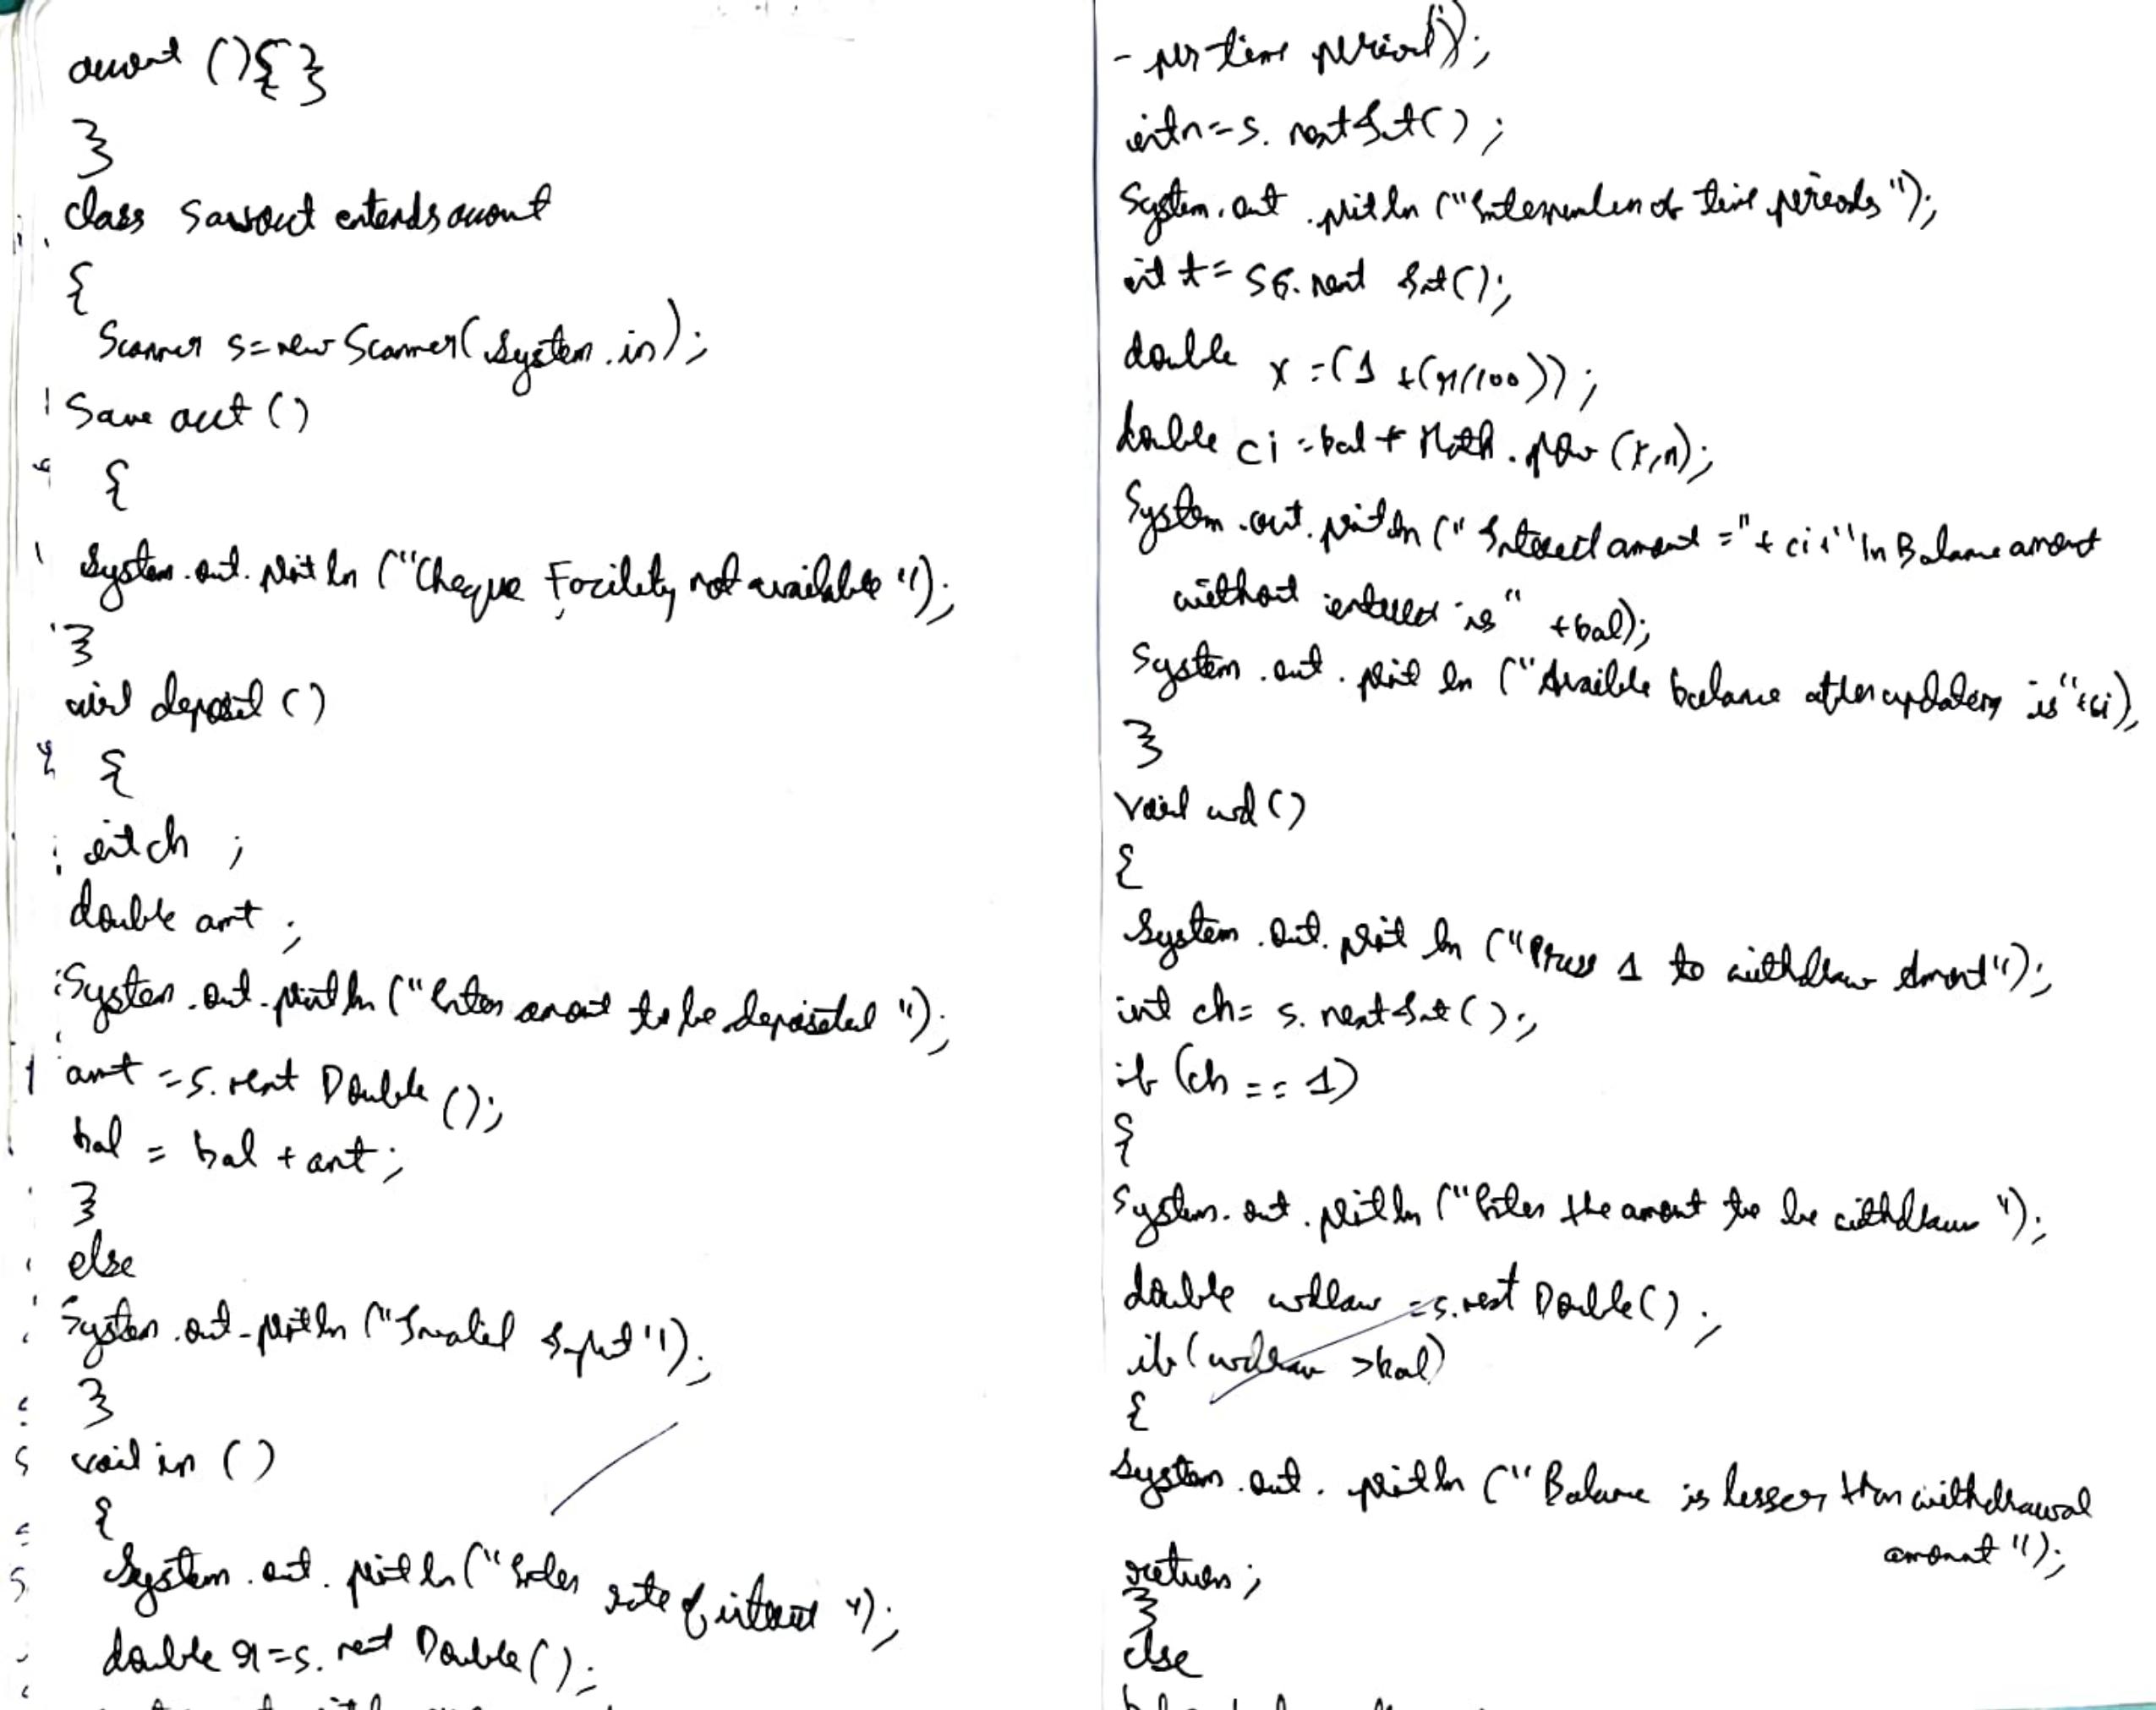 account (){}
}
class Savacct extends account
{
Scanner s=new Scanner(System.in);
Save acct ()
{
System.out.println ("Cheque Facility not available");
}
void deposit ()
{
int ch ;
double amt ;
System.out.println ("Enter amount to be deposited ");
amt =s.next Double ();
bal = bal + amt ;
}
else
System.out.println ("Invalid Input");
}
void in ()
{
System.out.println ("Enter rate of interest ");
double r=s.next Double();
- per time period");
int n=s.nextInt() ;
System.out.println ("Enter number of time periods");
int t= s.next Int();
double x =(1 +(r/100)) ;
double ci =bal * Math.pow (x,n);
System.out.println ("Interest amount ="+ ci+"\n Balance amount
without interest is" +bal);
System.out.println ("Availble balance after updating is"+ci),
}
void wd ()
{
System.out.println ("Press 1 to withdraw Amount");
int ch= s.nextInt ();
if (ch == 1)
{
System.out.println ("Enter the amount to be withdrawn ");
double wdraw =s.next Double() ;
if (wdraw >bal)
{
System.out.println ("Balance is lesser than withdrawal
amount");
return ;
}
else